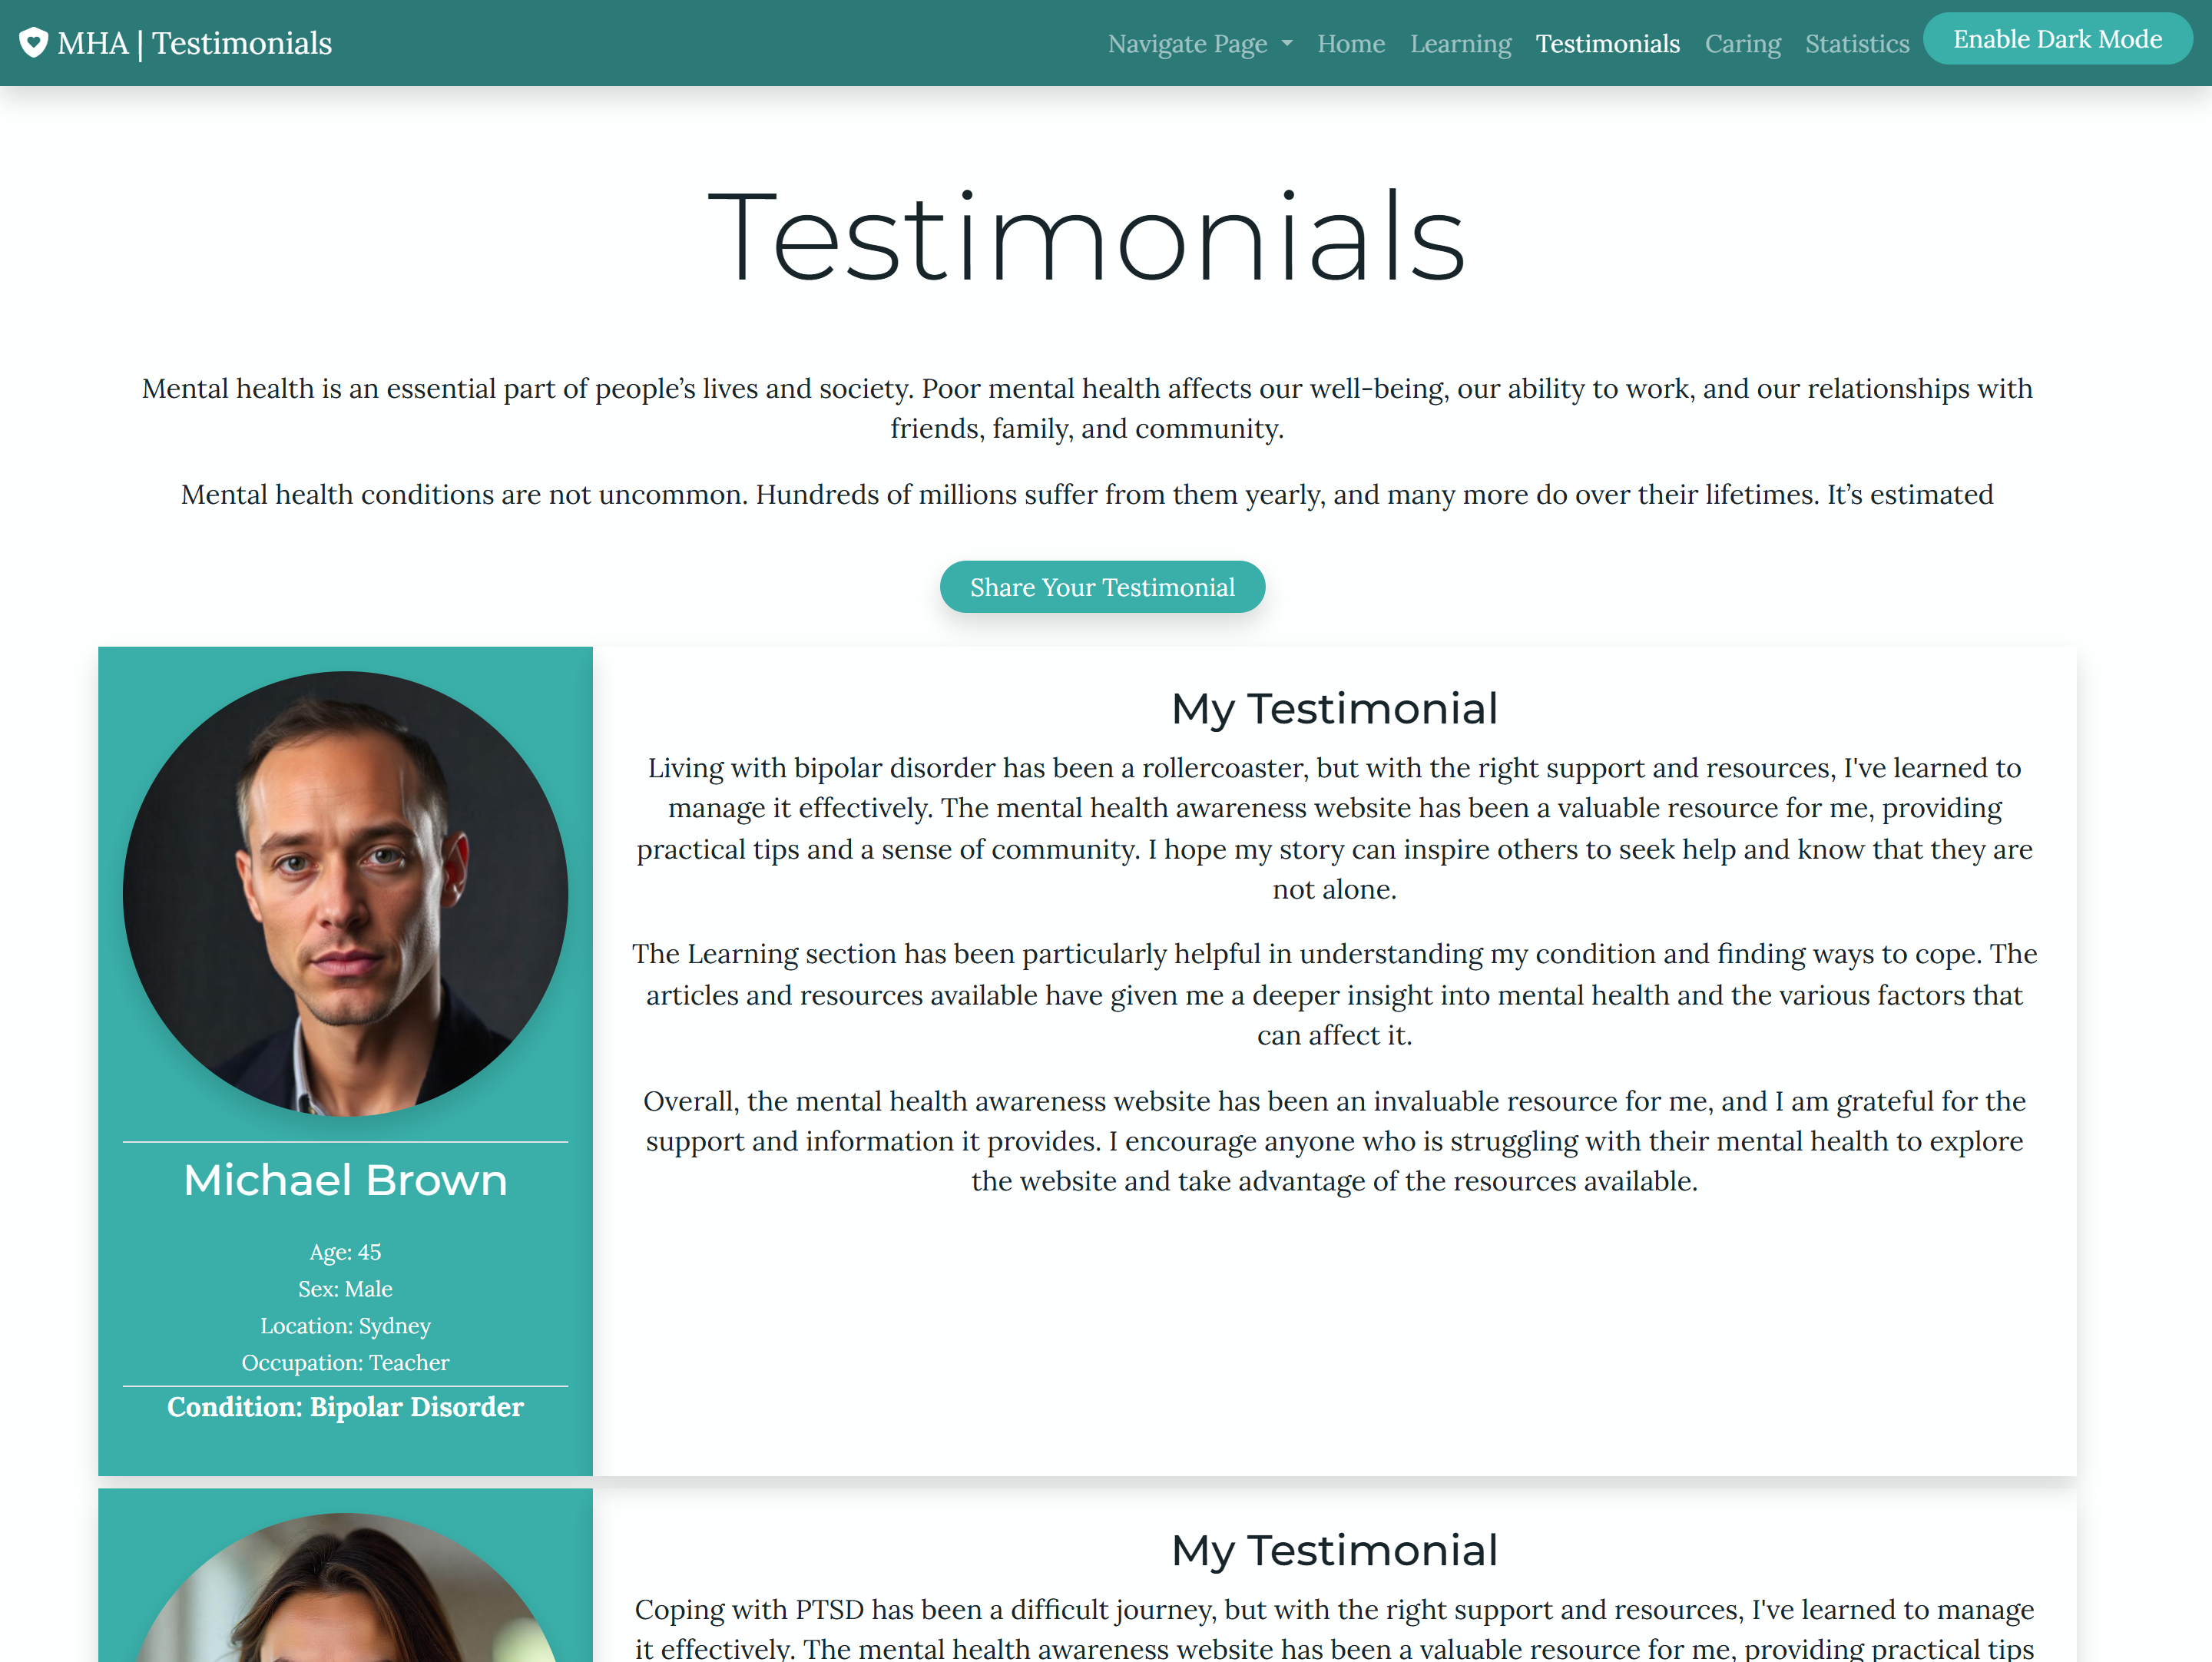 MHA | Testimonials
Navigate Page
Home
Learning
Testimonials
Caring
Statistics
Enable Dark Mode
Testimonials
Mental health is an essential part of people’s lives and society. Poor mental health affects our well-being, our ability to work, and our relationships with
friends, family, and community.
Mental health conditions are not uncommon. Hundreds of millions suffer from them yearly, and many more do over their lifetimes. It’s estimated
Share Your Testimonial
Michael Brown
Age: 45
Sex: Male
Location: Sydney
Occupation: Teacher
Condition: Bipolar Disorder
My Testimonial
Living with bipolar disorder has been a rollercoaster, but with the right support and resources, I've learned to
manage it effectively. The mental health awareness website has been a valuable resource for me, providing
practical tips and a sense of community. I hope my story can inspire others to seek help and know that they are
not alone.
The Learning section has been particularly helpful in understanding my condition and finding ways to cope. The
articles and resources available have given me a deeper insight into mental health and the various factors that
can affect it.
Overall, the mental health awareness website has been an invaluable resource for me, and I am grateful for the
support and information it provides. I encourage anyone who is struggling with their mental health to explore
the website and take advantage of the resources available.
My Testimonial
Coping with PTSD has been a difficult journey, but with the right support and resources, I've learned to manage
it effectively. The mental health awareness website has been a valuable resource for me, providing practical tips